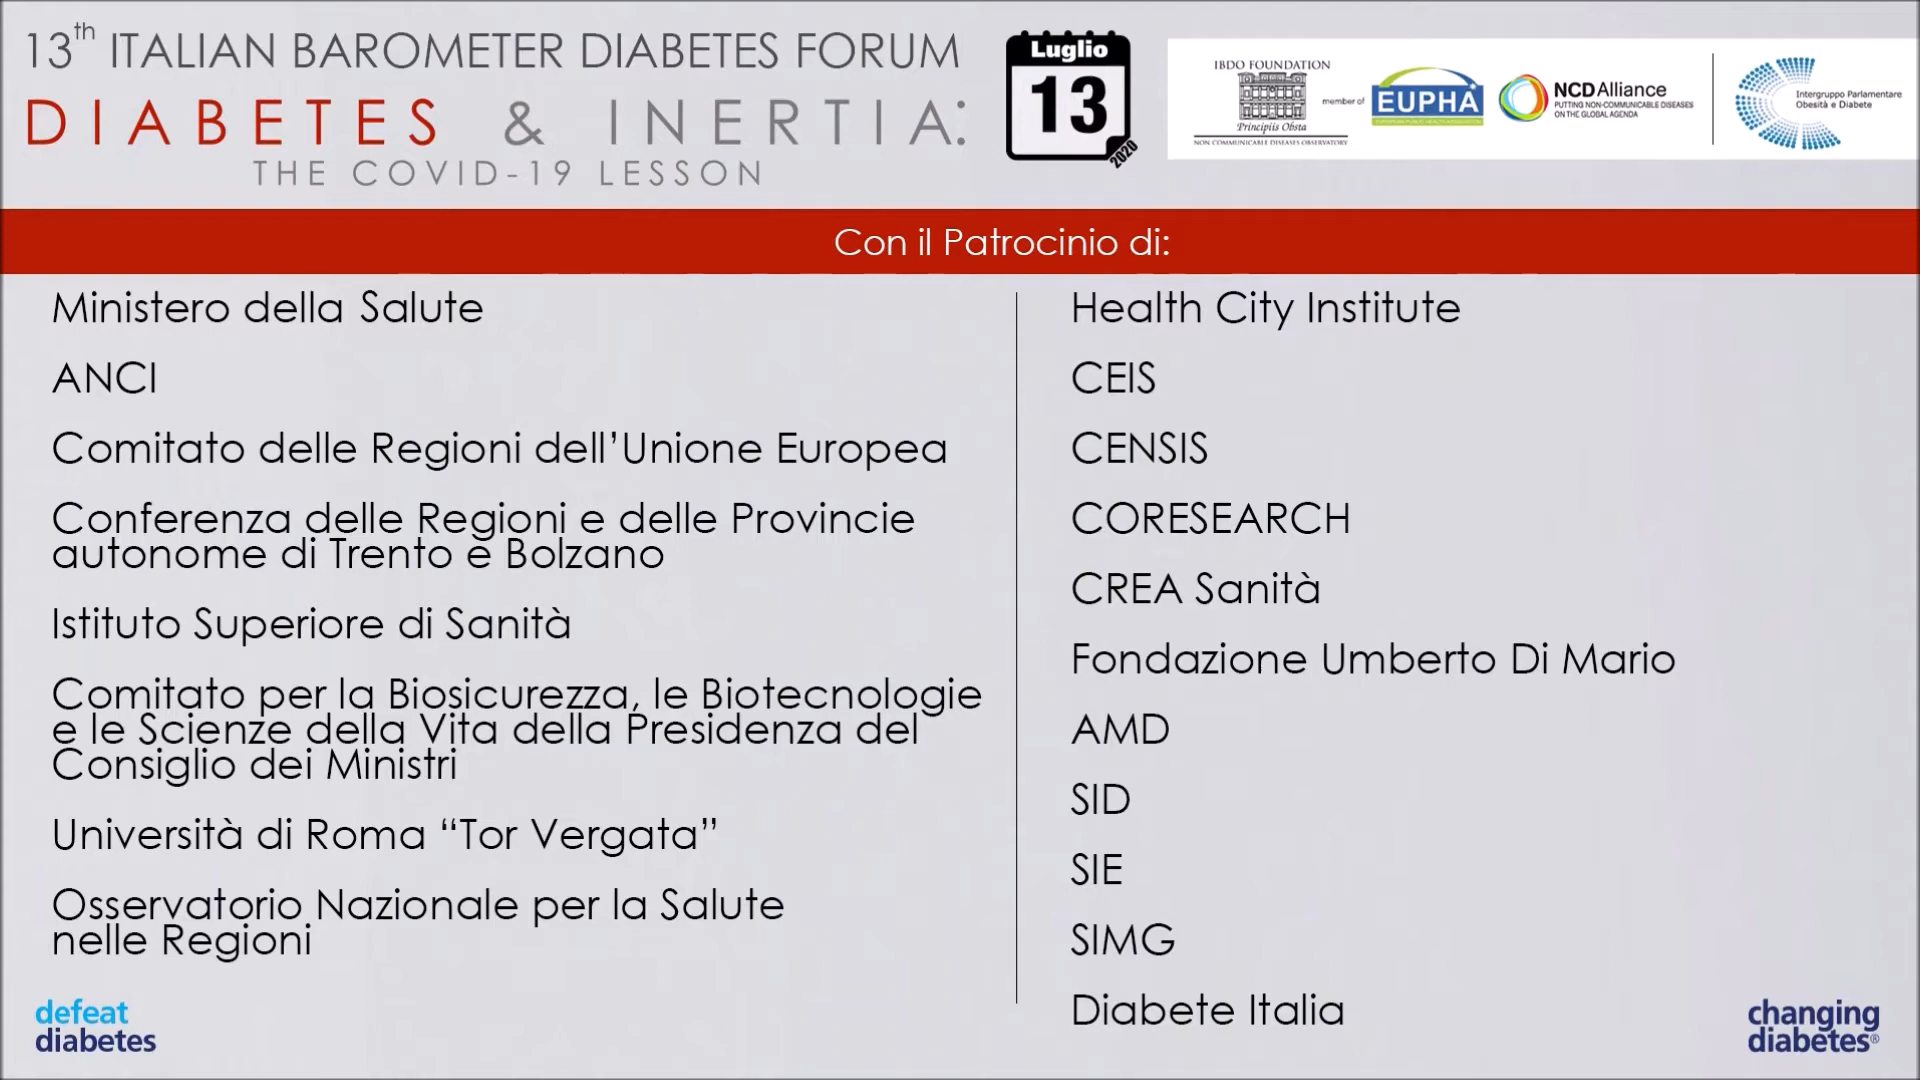 13th ITALIAN BAROMETER DIABETES FORUM
DIABETES & INERTIA:
THE COVID-19 LESSON
Luglio
13
2020
IBDO FOUNDATION
Principiis Obsta
NON COMMUNICABLE DISEASES OBSERVATORY
member of
EUPHA
EUROPEAN PUBLIC HEALTH ASSOCIATION
NCD Alliance
PUTTING NON-COMMUNICABLE DISEASES
ON THE GLOBAL AGENDA
Intergruppo Parlamentare
Obesità e Diabete
Con il Patrocinio di:
Ministero della Salute
ANCI
Comitato delle Regioni dell’Unione Europea
Conferenza delle Regioni e delle Provincie
autonome di Trento e Bolzano
Istituto Superiore di Sanità
Comitato per la Biosicurezza, le Biotecnologie
e le Scienze della Vita della Presidenza del
Consiglio dei Ministri
Università di Roma “Tor Vergata”
Osservatorio Nazionale per la Salute
nelle Regioni
Health City Institute
CEIS
CENSIS
CORESEARCH
CREA Sanità
Fondazione Umberto Di Mario
AMD
SID
SIE
SIMG
Diabete Italia
defeat
diabetes
changing
diabetes®